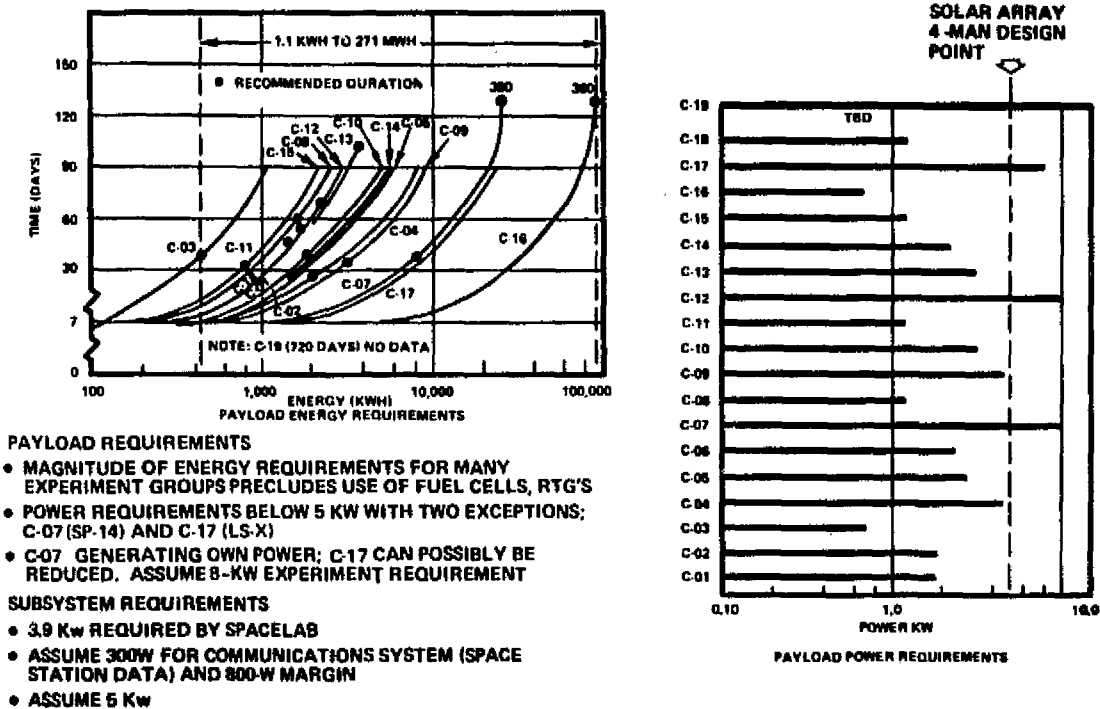 1.1 KWH TO 271 MWH
RECOMMENDED DURATION
150
120
90
60
30
7
0
TIME (DAYS)
360
360
C-10
C-14
C-05
C-09
C-12
C-08
C-13
C-15
C-03
C-11
C-04
C-16
C-07
C-17
C-02
NOTE: C-19 (720 DAYS) NO DATA
100
1,000
10,000
100,000
ENERGY (KWH)
PAYLOAD ENERGY REQUIREMENTS
PAYLOAD REQUIREMENTS
• MAGNITUDE OF ENERGY REQUIREMENTS FOR MANY
EXPERIMENT GROUPS PRECLUDES USE OF FUEL CELLS, RTG'S
• POWER REQUIREMENTS BELOW 5 KW WITH TWO EXCEPTIONS;
C-07 (SP-14) AND C-17 (LS-X)
• C-07 GENERATING OWN POWER; C-17 CAN POSSIBLY BE
REDUCED. ASSUME 8-KW EXPERIMENT REQUIREMENT
SUBSYSTEM REQUIREMENTS
• 3.9 Kw REQUIRED BY SPACELAB
• ASSUME 300W FOR COMMUNICATIONS SYSTEM (SPACE
STATION DATA) AND 800-W MARGIN
• ASSUME 5 Kw
SOLAR ARRAY
4-MAN DESIGN
POINT
C-19
TBD
C-18
C-17
C-16
C-15
C-14
C-13
C-12
C-11
C-10
C-09
C-08
C-07
C-06
C-05
C-04
C-03
C-02
C-01
0.10
1.0
POWER KW
PAYLOAD POWER REQUIREMENTS